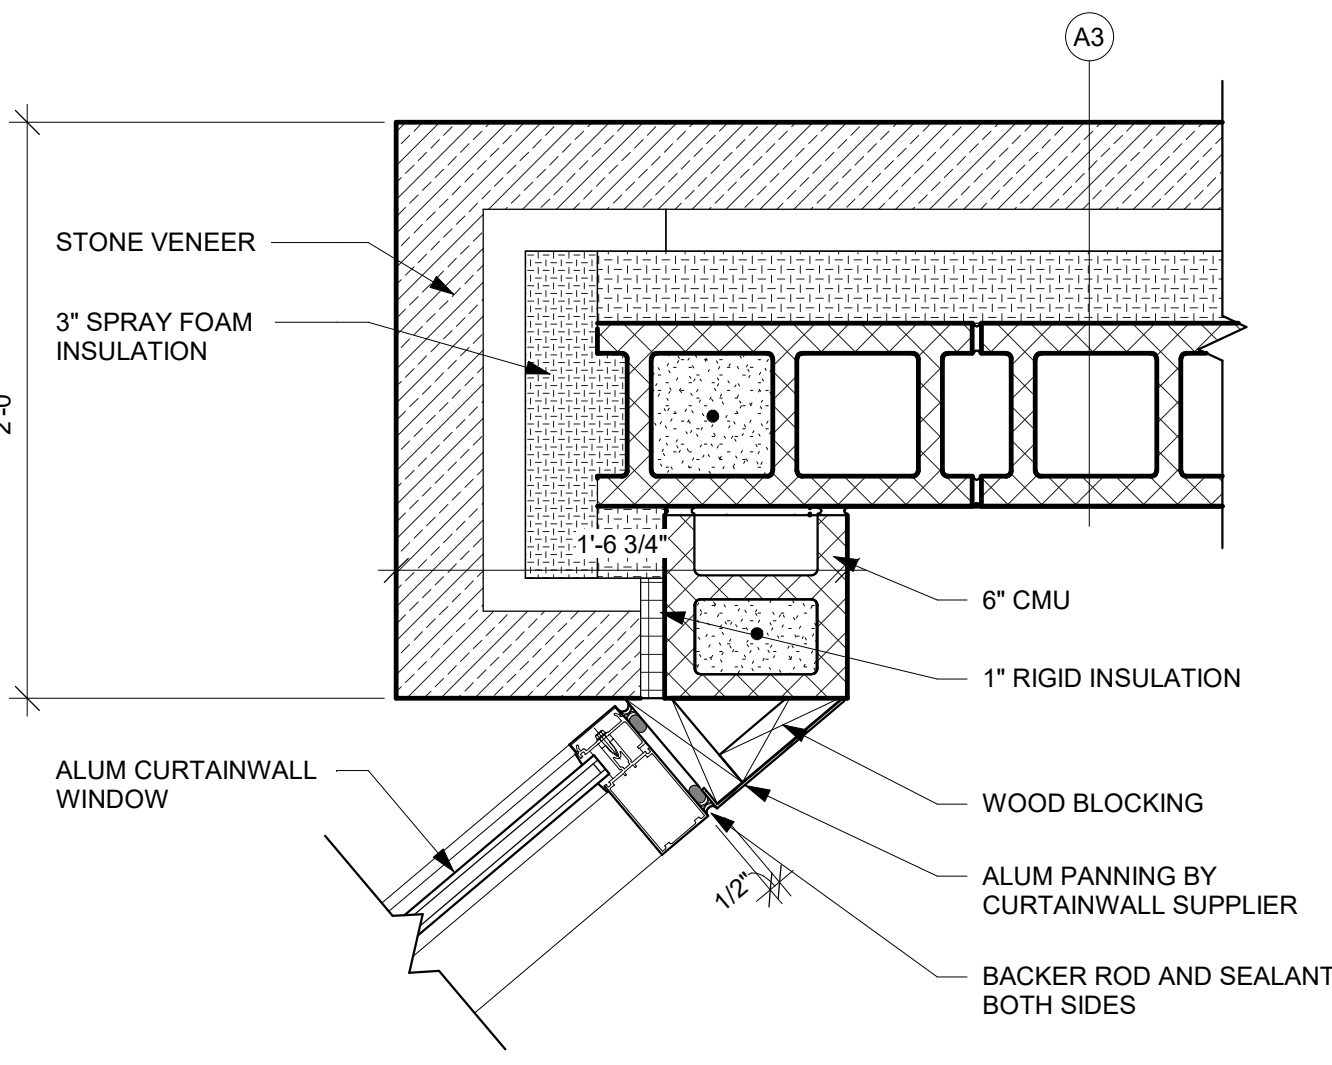 A3
STONE VENEER
3" SPRAY FOAM
INSULATION
1'-6 3/4"
6" CMU
1" RIGID INSULATION
ALUM CURTAINWALL
WINDOW
WOOD BLOCKING
ALUM PANNING BY
CURTAINWALL SUPPLIER
1/2"
BACKER ROD AND SEALANT
BOTH SIDES